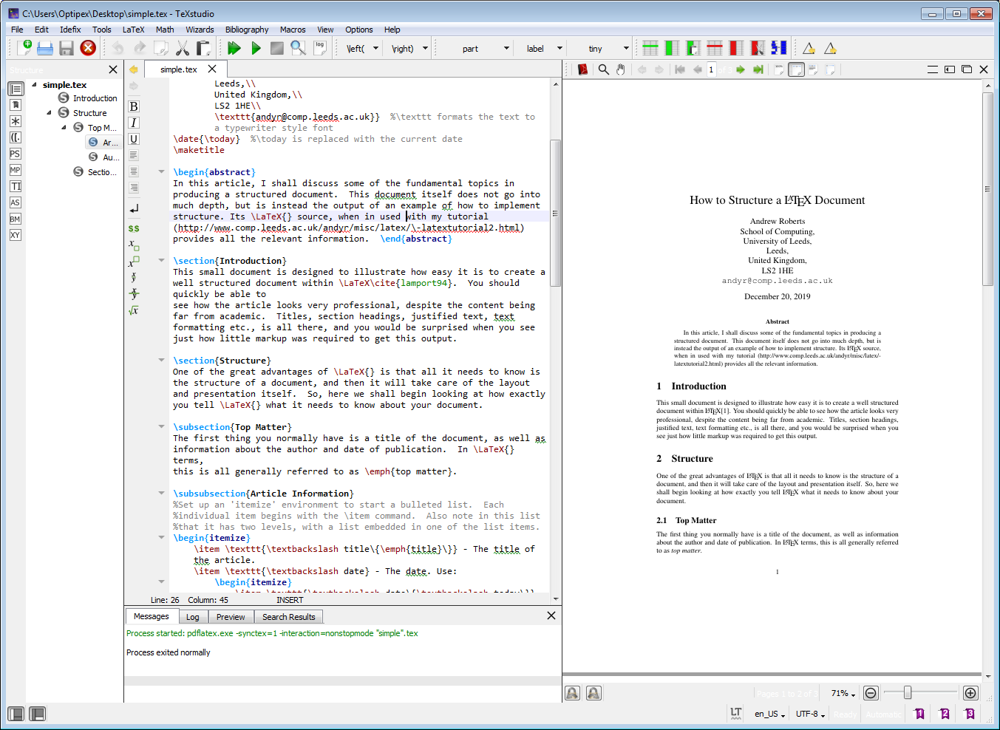 C:\Users\Optipex\Desktop\simple.tex - TeXstudio
File Edit Idefix Tools LaTeX Math Wizards Bibliography Macros View Options Help
log \left( \right) part label tiny
Structure
simple.tex
Introduction
Structure
Top M...
Ar...
Au...
Sectio...
PS
MP
TI
AS
BM
XY
simple.tex
B
I
U
$$
Leeds,\\
United Kingdom,\\
LS2 1HE\\
\texttt{andyr@comp.leeds.ac.uk}} %\texttt formats the text to
a typewriter style font
\date{\today} %\today is replaced with the current date
\maketitle
\begin{abstract}
In this article, I shall discuss some of the fundamental topics in
producing a structured document. This document itself does not go into
much depth, but is instead the output of an example of how to implement
structure. Its \LaTeX{} source, when in used with my tutorial
(http://www.comp.leeds.ac.uk/andyr/misc/latex/\-latextutorial2.html)
provides all the relevant information. \end{abstract}
\section{Introduction}
This small document is designed to illustrate how easy it is to create a
well structured document within \LaTeX\cite{lamport94}. You should
quickly be able to
see how the article looks very professional, despite the content being
far from academic. Titles, section headings, justified text, text
formatting etc., is all there, and you would be surprised when you see
just how little markup was required to get this output.
\section{Structure}
One of the great advantages of \LaTeX{} is that all it needs to know is
the structure of a document, and then it will take care of the layout
and presentation itself. So, here we shall begin looking at how exactly
you tell \LaTeX{} what it needs to know about your document.
\subsection{Top Matter}
The first thing you normally have is a title of the document, as well as
information about the author and date of publication. In \LaTeX{}
terms,
this is all generally referred to as \emph{top matter}.
\subsubsection{Article Information}
%Set up an 'itemize' environment to start a bulleted list. Each
%individual item begins with the \item command. Also note in this list
%that it has two levels, with a list embedded in one of the list items.
\begin{itemize}
\item \texttt{\textbackslash title\{\emph{title}\}} - The title of
the article.
\item \texttt{\textbackslash date} - The date. Use:
\begin{itemize}
\item \texttt{\textbackslash date\{\textbackslash today\}}
Line: 26 Column: 45 INSERT
Messages Log Preview Search Results
Process started: pdflatex.exe -synctex=1 -interaction=nonstopmode "simple".tex
Process exited normally
1 of 3
How to Structure a LATEX Document
Andrew Roberts
School of Computing,
University of Leeds,
Leeds,
United Kingdom,
LS2 1HE
andyr@comp.leeds.ac.uk
December 20, 2019
Abstract
In this article, I shall discuss some of the fundamental topics in producing a
structured document. This document itself does not go into much depth, but is
instead the output of an example of how to implement structure. Its LATEX source,
when in used with my tutorial (http://www.comp.leeds.ac.uk/andyr/misc/latex/-
latextutorial2.html) provides all the relevant information.
1 Introduction
This small document is designed to illustrate how easy it is to create a well structured
document within LATEX[1]. You should quickly be able to see how the article looks very
professional, despite the content being far from academic. Titles, section headings,
justified text, text formatting etc., is all there, and you would be surprised when you
see just how little markup was required to get this output.
2 Structure
One of the great advantages of LATEX is that all it needs to know is the structure of a
document, and then it will take care of the layout and presentation itself. So, here we
shall begin looking at how exactly you tell LATEX what it needs to know about your
document.
2.1 Top Matter
The first thing you normally have is a title of the document, as well as information
about the author and date of publication. In LATEX terms, this is all generally referred
to as top matter.
1
Pages 1 to 2 of 3 71%
LT en_US UTF-8 Ready Automatic 1 2 3